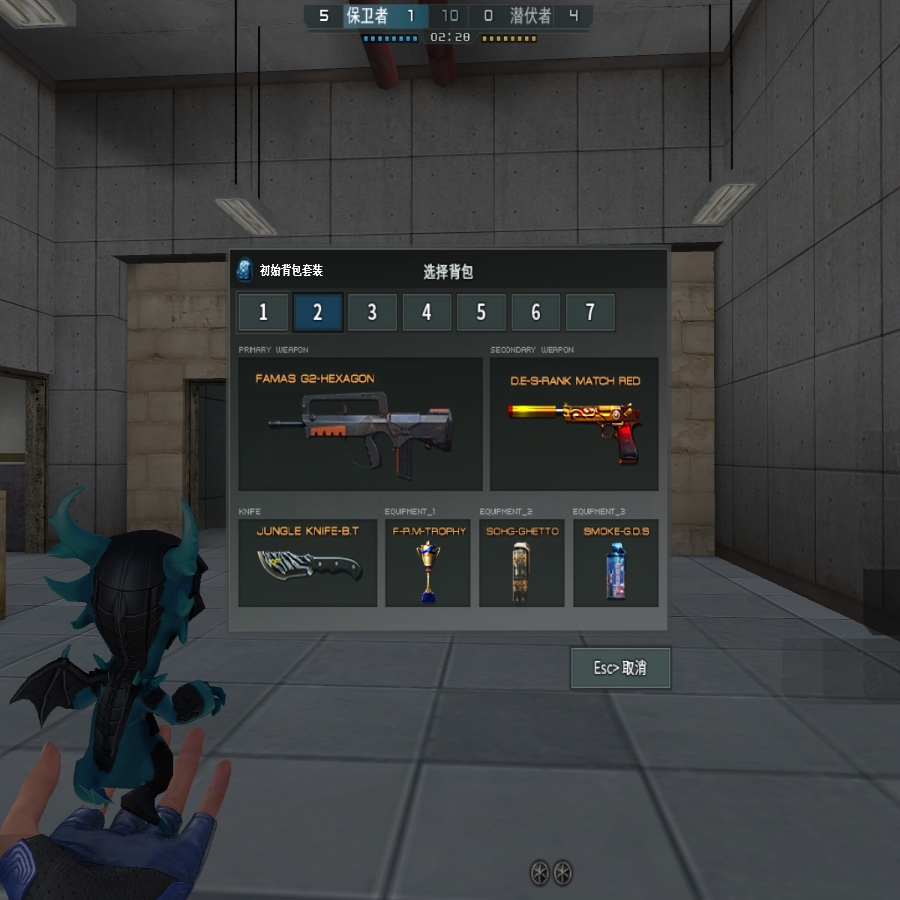 5 保卫者 1 10 0 潜伏者 4
02:28
初始背包套装 选择背包
1 2 3 4 5 6 7
PRIMARY WEAPON SECONDARY WEAPON
FAMAS G2-HEXAGON D.E-S-RANK MATCH RED
KNIFE EQUIPMENT_1 EQUIPMENT_2 EQUIPMENT_3
JUNGLE KNIFE-B.T F-R.M-TROPHY SCHG-GHETTO SMOKE-G.D.S
Esc>取消